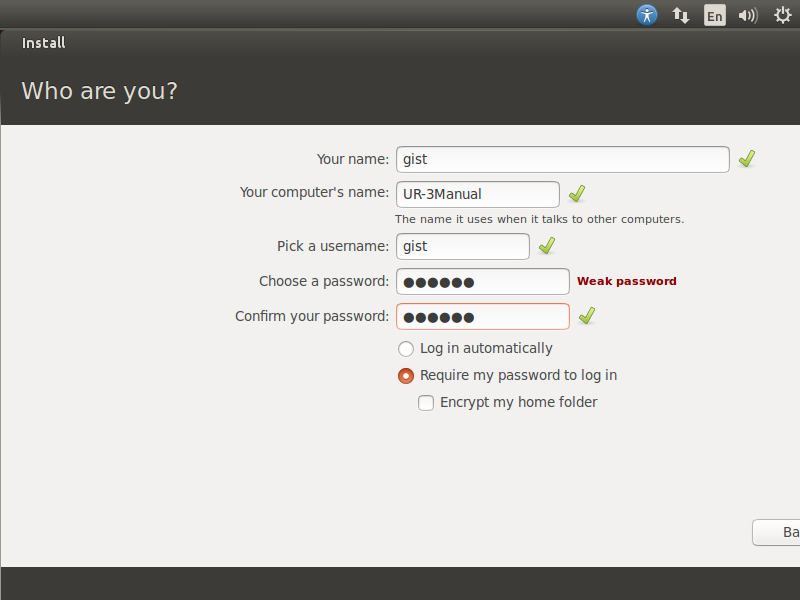 En
Install
Who are you?
Your name: gist
Your computer's name: UR-3Manual
The name it uses when it talks to other computers.
Pick a username: gist
Choose a password: ●●●●●● Weak password
Confirm your password: ●●●●●●
Log in automatically
Require my password to log in
Encrypt my home folder
Ba